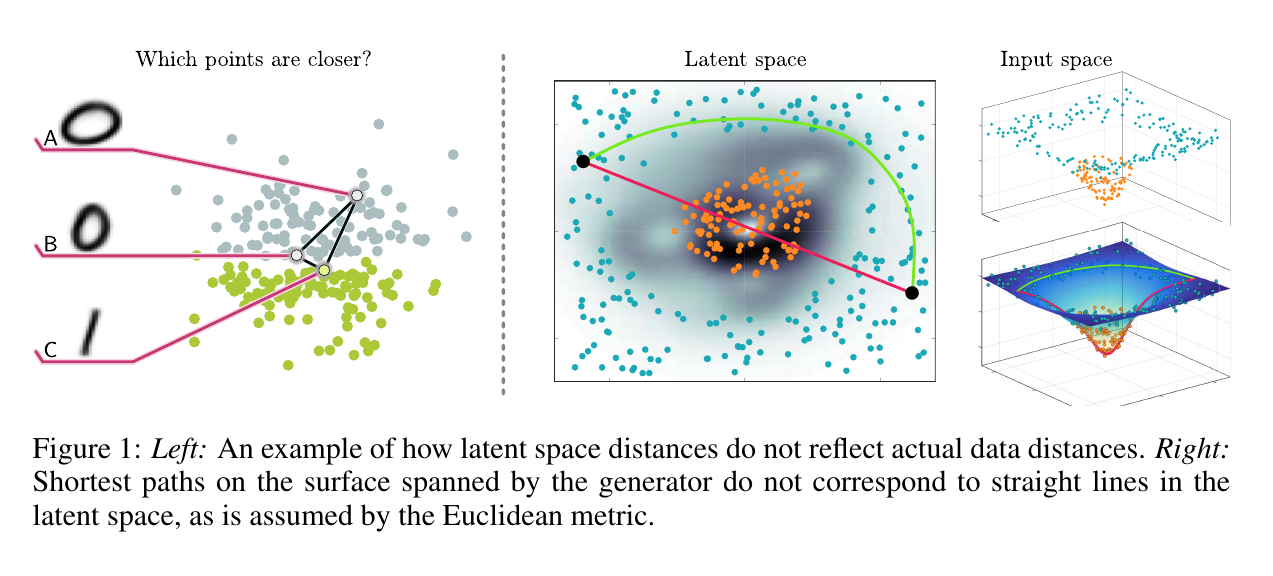 Which points are closer?
Latent space
Input space
A
B
C
Figure 1: Left: An example of how latent space distances do not reflect actual data distances. Right:
Shortest paths on the surface spanned by the generator do not correspond to straight lines in the
latent space, as is assumed by the Euclidean metric.